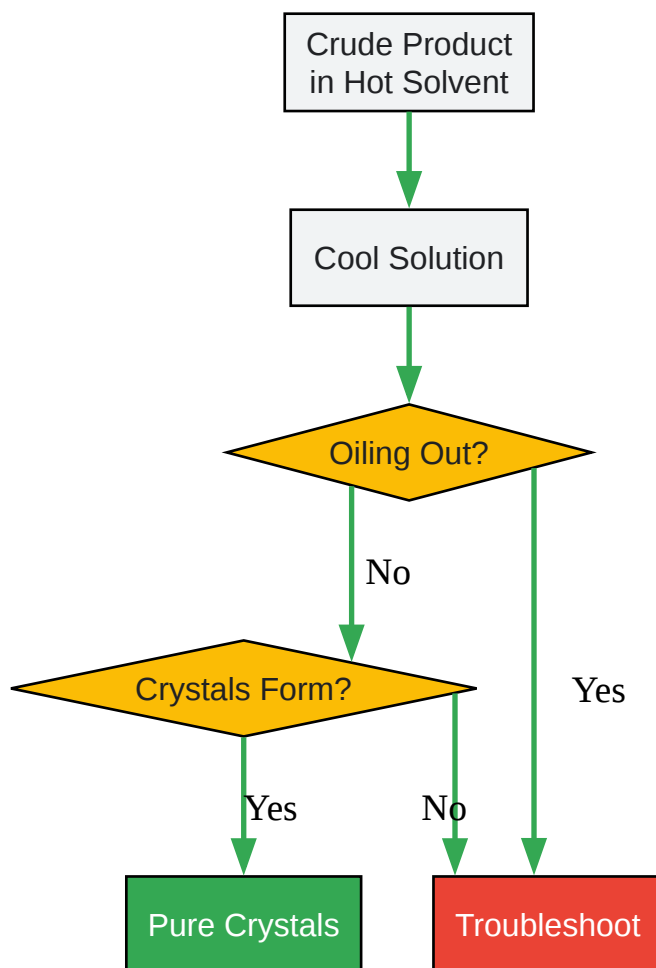 Crude Product
in Hot Solvent
Cool Solution
Oiling Out?
No
Crystals Form?
Yes
Yes
No
Pure Crystals
Troubleshoot